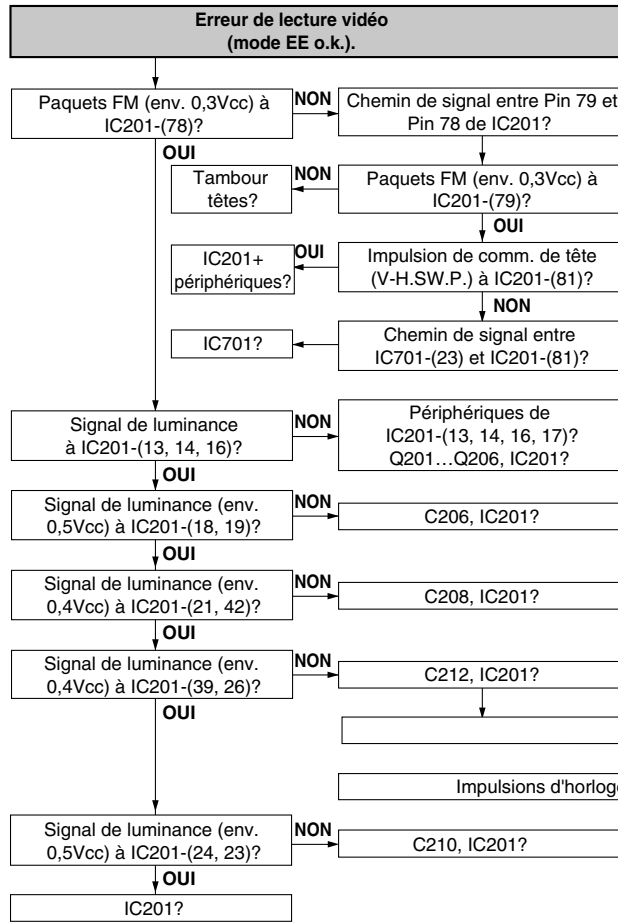 Erreur de lecture vidéo
(mode EE o.k.).
Paquets FM (env. 0,3Vcc) à
IC201-(78)?
NON
Chemin de signal entre Pin 79 et
Pin 78 de IC201?
OUI
Tambour
têtes?
NON
Paquets FM (env. 0,3Vcc) à
IC201-(79)?
OUI
IC201+
périphériques?
OUI
Impulsion de comm. de tête
(V-H.SW.P.) à IC201-(81)?
NON
IC701?
Chemin de signal entre
IC701-(23) et IC201-(81)?
Signal de luminance
à IC201-(13, 14, 16)?
NON
Périphériques de
IC201-(13, 14, 16, 17)?
Q201...Q206, IC201?
OUI
Signal de luminance (env.
0,5Vcc) à IC201-(18, 19)?
NON
C206, IC201?
OUI
Signal de luminance (env.
0,4Vcc) à IC201-(21, 42)?
NON
C208, IC201?
OUI
Signal de luminance (env.
0,4Vcc) à IC201-(39, 26)?
NON
C212, IC201?
OUI
Impulsions d'horloge
Signal de luminance (env.
0,5Vcc) à IC201-(24, 23)?
NON
C210, IC201?
OUI
IC201?